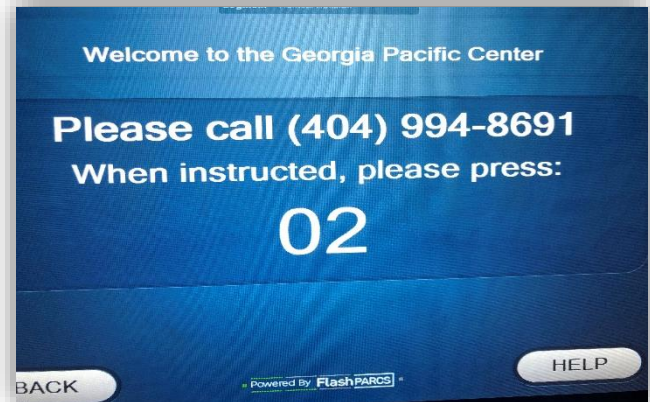 Welcome to the Georgia Pacific Center
Please call (404) 994-8691
When instructed, please press:
02
BACK
Powered By FlashPARCS
HELP